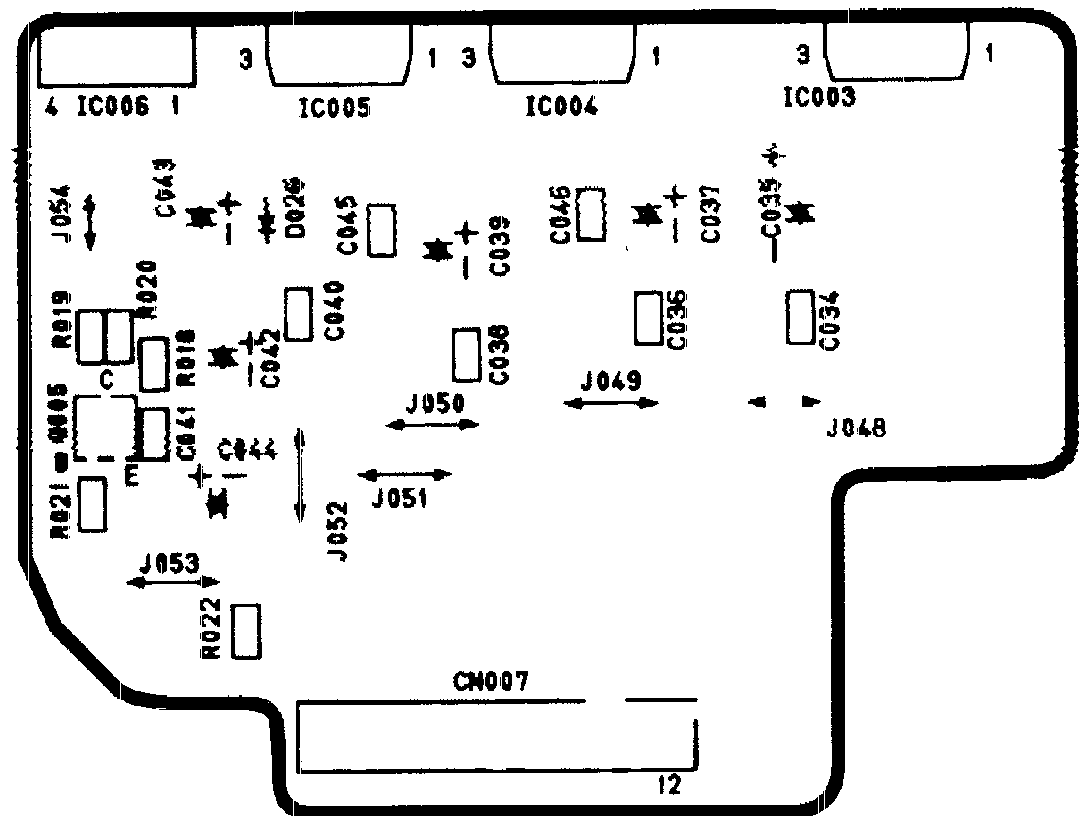 3 1 3 1 3 1
4 IC006 1 IC005 IC004 IC003
J054
C043
+
-
D026
C045
+
-
C039
C046
+
-
C037
C035
+
-
R019
R020
R018
C040
C042
+
-
C038
C036
C034
C
J050
J049
J048
Q005
C041
E
C044
+ -
J051
R021
J052
J053
R022
CN007
12